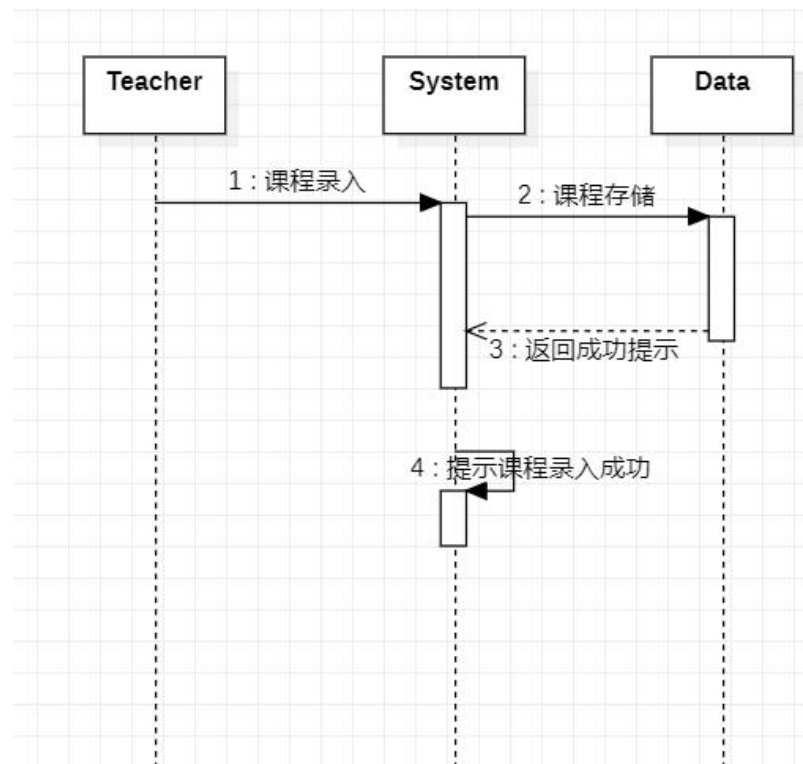 Teacher
System
Data
1 : 课程录入
2 : 课程存储
3 : 返回成功提示
4 : 提示课程录入成功